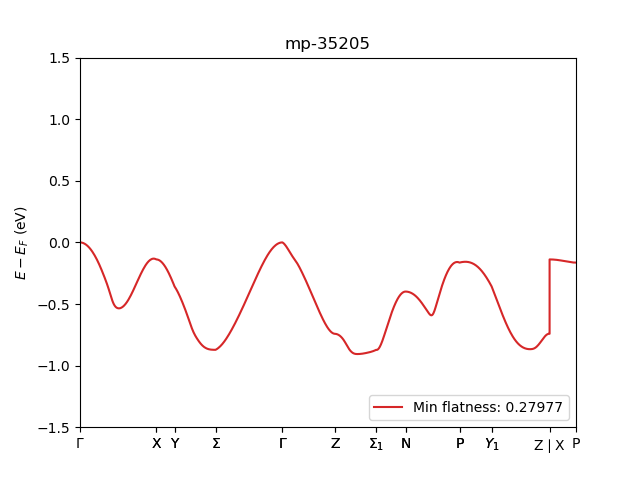 mp-35205
E − E_F (eV)
1.5
1.0
0.5
0.0
−0.5
−1.0
−1.5
Min flatness: 0.27977
Γ X Y Σ Γ Z Σ₁ N P Y₁ Z | X P